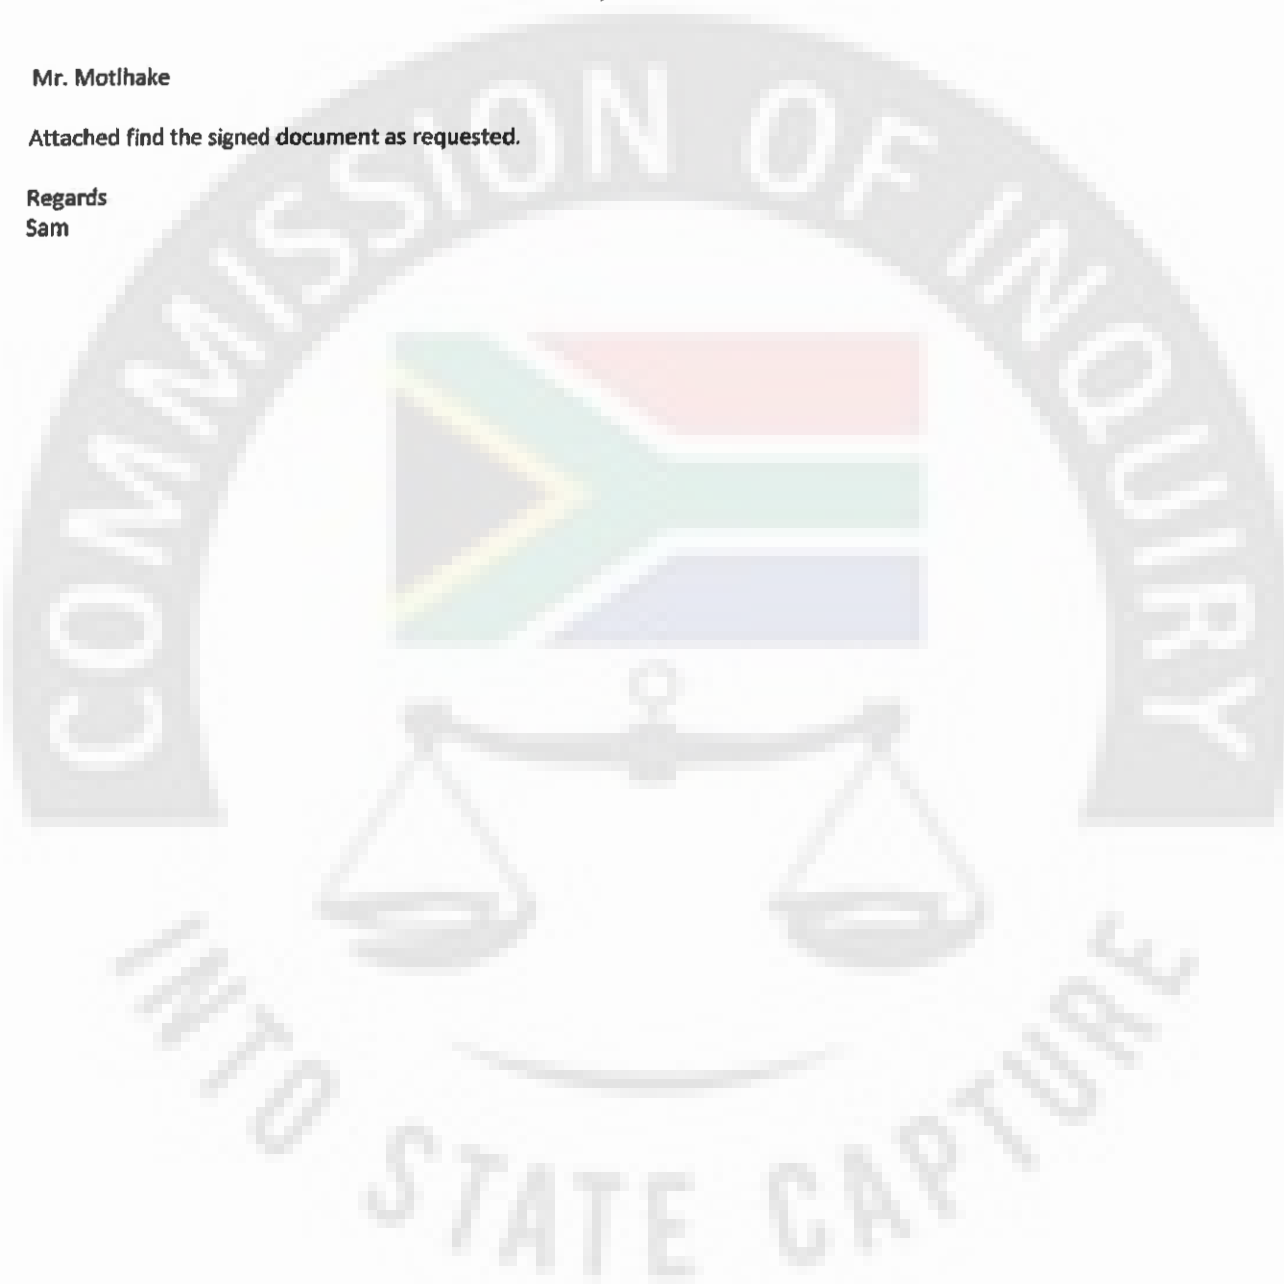 Mr. Motlhake
Attached find the signed document as requested.
Regards
Sam
COMMISSION OF INQUIRY
INTO STATE CAPTURE